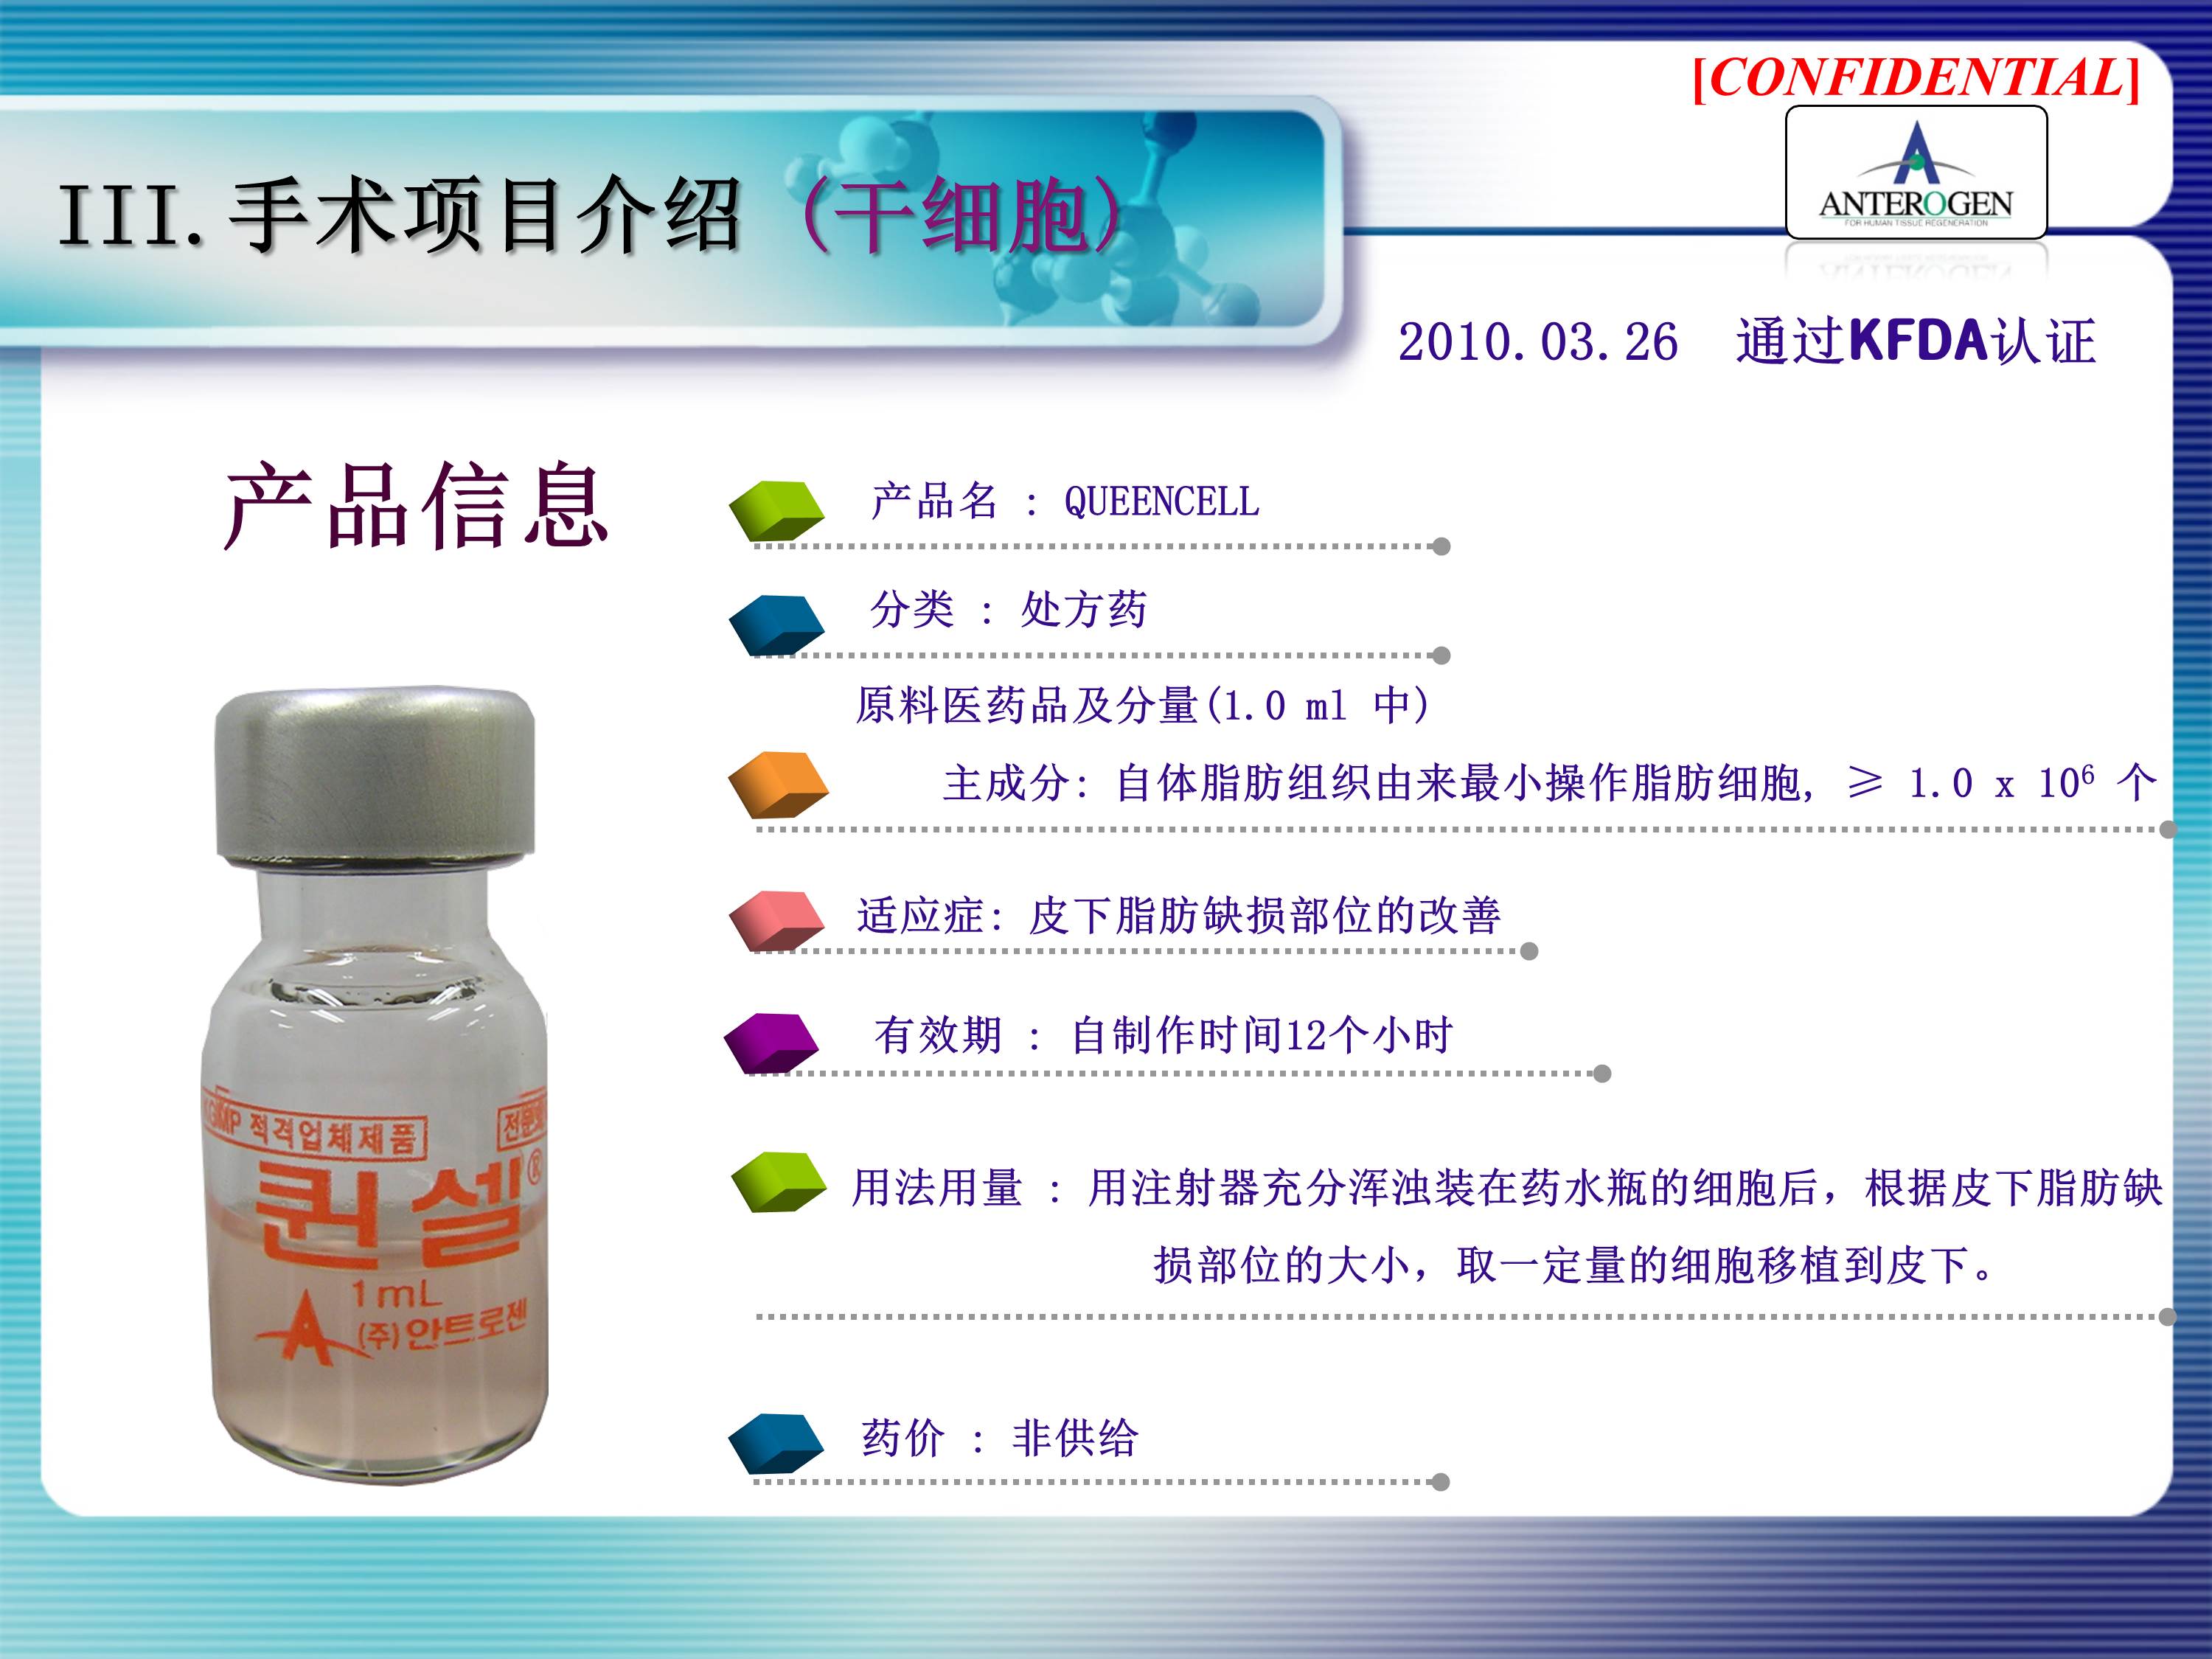 [CONFIDENTIAL]
III.手术项目介绍 (干细胞)
ANTEROGEN
FOR HUMAN TISSUE REGENERATION
2010.03.26 通过KFDA认证
产品信息
产品名 : QUEENCELL
分类 : 处方药
原料医药品及分量(1.0 ml 中)
主成分: 自体脂肪组织由来最小操作脂肪细胞, ≥ 1.0 x 10⁶ 个
适应症: 皮下脂肪缺损部位的改善
有效期 : 自制作时间12个小时
用法用量 : 用注射器充分浑浊装在药水瓶的细胞后，根据皮下脂肪缺
损部位的大小，取一定量的细胞移植到皮下。
药价 : 非供给
KGMP 적격업체제품
퀸셀®
1mL
(주)안트로젠